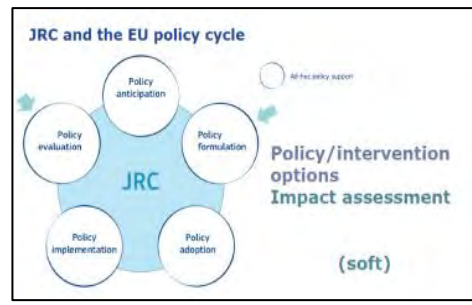 JRC and the EU policy cycle
Policy
anticipation
Ad-hoc policy support
Policy
evaluation
Policy
formulation
JRC
Policy/intervention
options
Impact assessment
Policy
implementation
Policy
adoption
(soft)